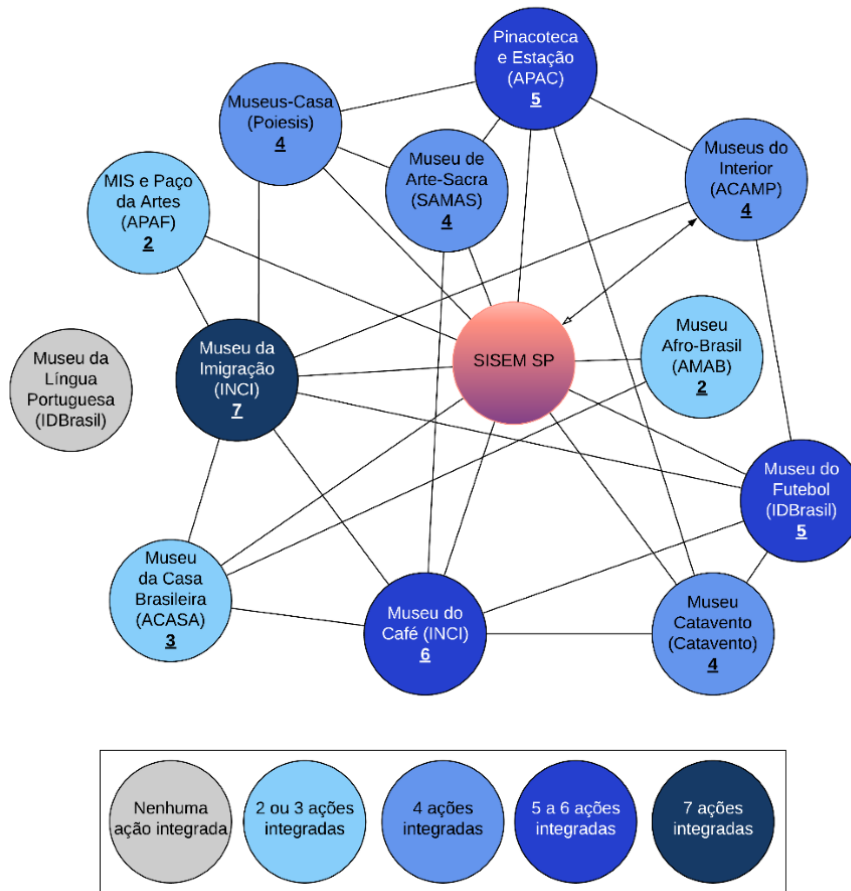 Pinacoteca
e Estação
(APAC)
5
Museus-Casa
(Poiesis)
4
Museu de
Arte-Sacra
(SAMAS)
4
Museus do
Interior
(ACAMP)
4
MIS e Paço
da Artes
(APAF)
2
Museu da
Língua
Portuguesa
(IDBrasil)
Museu da
Imigração
(INCI)
7
SISEM SP
Museu
Afro-Brasil
(AMAB)
2
Museu do
Futebol
(IDBrasil)
5
Museu
da Casa
Brasileira
(ACASA)
3
Museu do
Café (INCI)
6
Museu
Catavento
(Catavento)
4
Nenhuma
ação integrada
2 ou 3 ações
integradas
4 ações
integradas
5 a 6 ações
integradas
7 ações
integradas